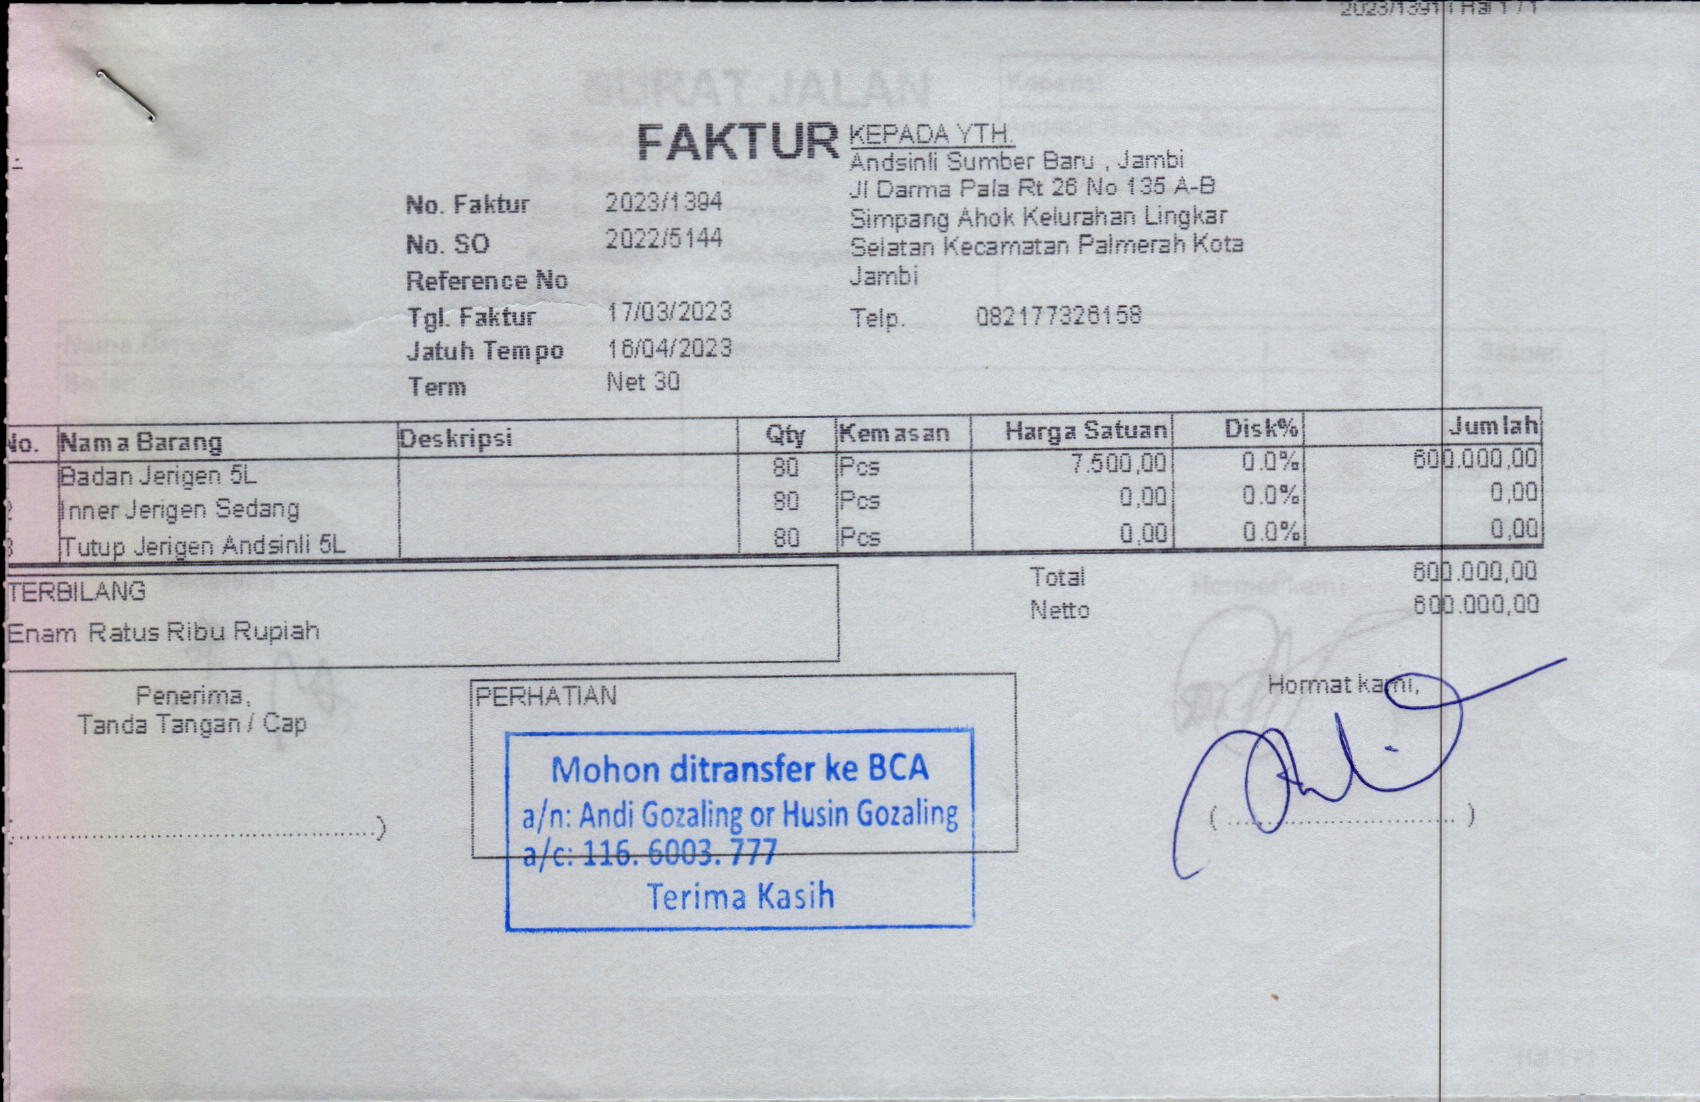 FAKTUR
KEPADA YTH.
Andsinli Sumber Baru , Jambi
Jl Darma Pala Rt 26 No 135 A-B
Simpang Ahok Kelurahan Lingkar
Selatan Kecamatan Palmerah Kota
Jambi
Telp. 082177326158
No. Faktur 2023/1394
No. SO 2022/5144
Reference No
Tgl. Faktur 17/03/2023
Jatuh Tempo 16/04/2023
Term Net 30
No. Nama Barang Deskripsi Qty Kemasan Harga Satuan Disk% Jumlah
Badan Jerigen 5L 80 Pcs 7.500,00 0.0% 600.000,00
Inner Jerigen Sedang 80 Pcs 0,00 0.0% 0,00
3 Tutup Jerigen Andsinli 5L 80 Pcs 0,00 0.0% 0,00
Total 600.000,00
Netto 600.000,00
TERBILANG
Enam Ratus Ribu Rupiah
Penerima,
Tanda Tangan / Cap
PERHATIAN
Mohon ditransfer ke BCA
a/n: Andi Gozaling or Husin Gozaling
a/c: 116. 6003. 777
Terima Kasih
Hormat kami,